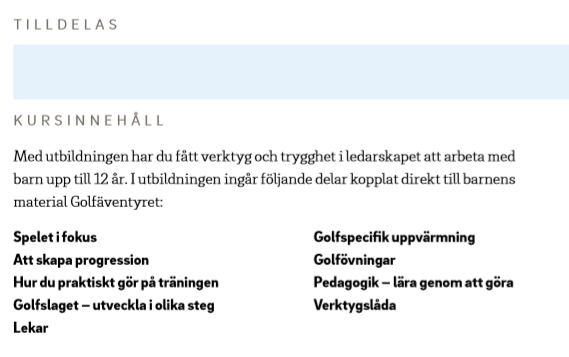 TILLDELAS
KURSINNEHÅLL
Med utbildningen har du fått verktyg och trygghet i ledarskapet att arbeta med
barn upp till 12 år. I utbildningen ingår följande delar kopplat direkt till barnens
material Golfäventyret:
Spelet i fokus
Att skapa progression
Hur du praktiskt gör på träningen
Golfslaget – utveckla i olika steg
Lekar
Golfspecifik uppvärmning
Golfövningar
Pedagogik – lära genom att göra
Verktygslåda